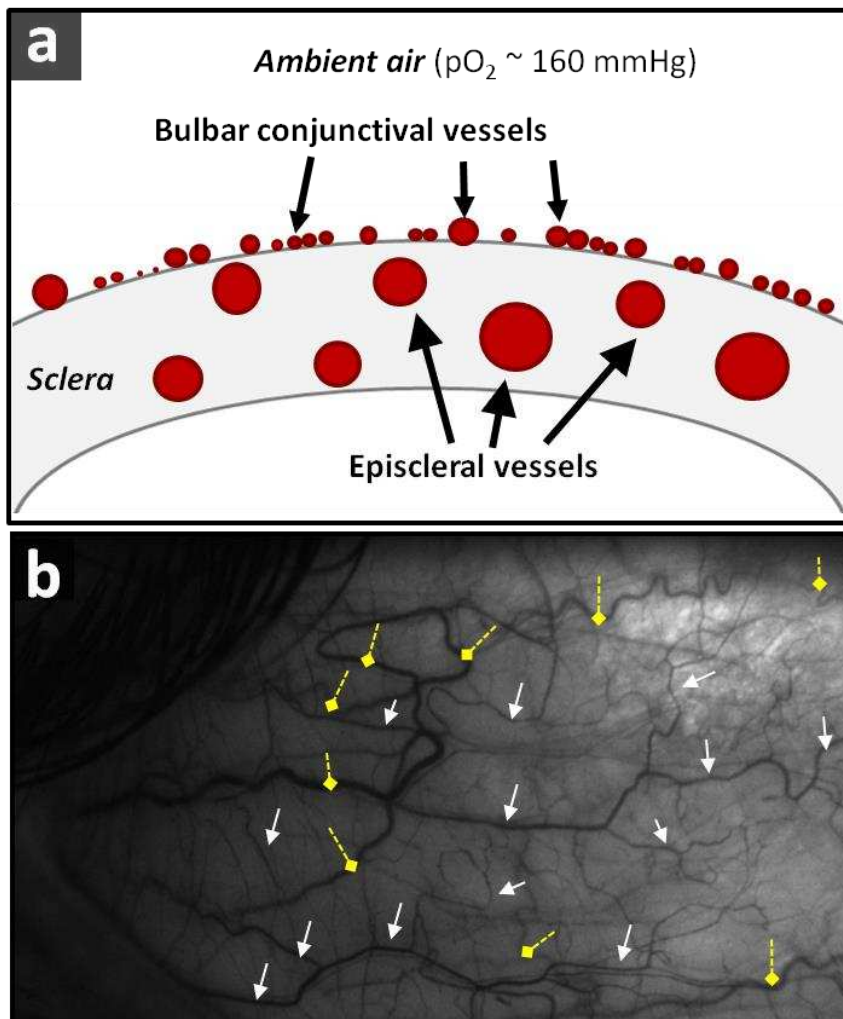 a
Ambient air (pO₂ ~ 160 mmHg)
Bulbar conjunctival vessels
Sclera
Episcleral vessels
b